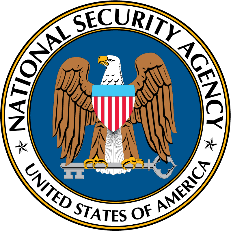 NATIONAL SECURITY AGENCY
UNITED STATES OF AMERICA